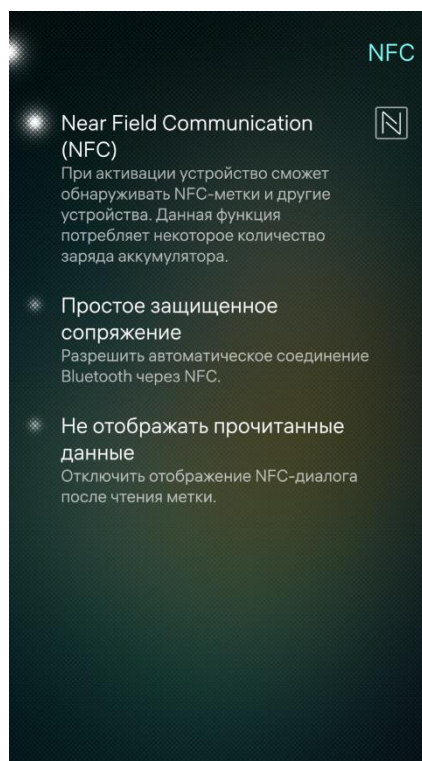 NFC
Near Field Communication
(NFC)
При активации устройство сможет
обнаруживать NFC-метки и другие
устройства. Данная функция
потребляет некоторое количество
заряда аккумулятора.
Простое защищенное
сопряжение
Разрешить автоматическое соединение
Bluetooth через NFC.
Не отображать прочитанные
данные
Отключить отображение NFC-диалога
после чтения метки.